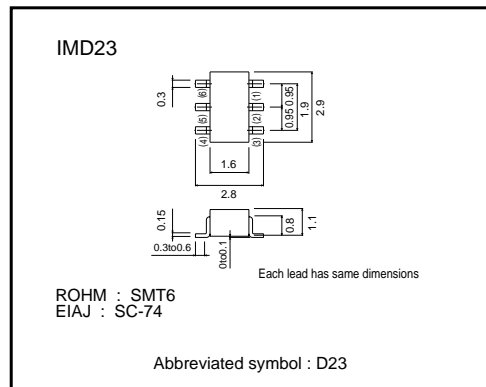 IMD23
0.3
(6)
(5)
(4)
(1)
(2)
(3)
0.95 0.95
1.9
2.9
1.6
2.8
0.15
0.3to0.6
0to0.1
0.8
1.1
Each lead has same dimensions
ROHM : SMT6
EIAJ : SC-74
Abbreviated symbol : D23